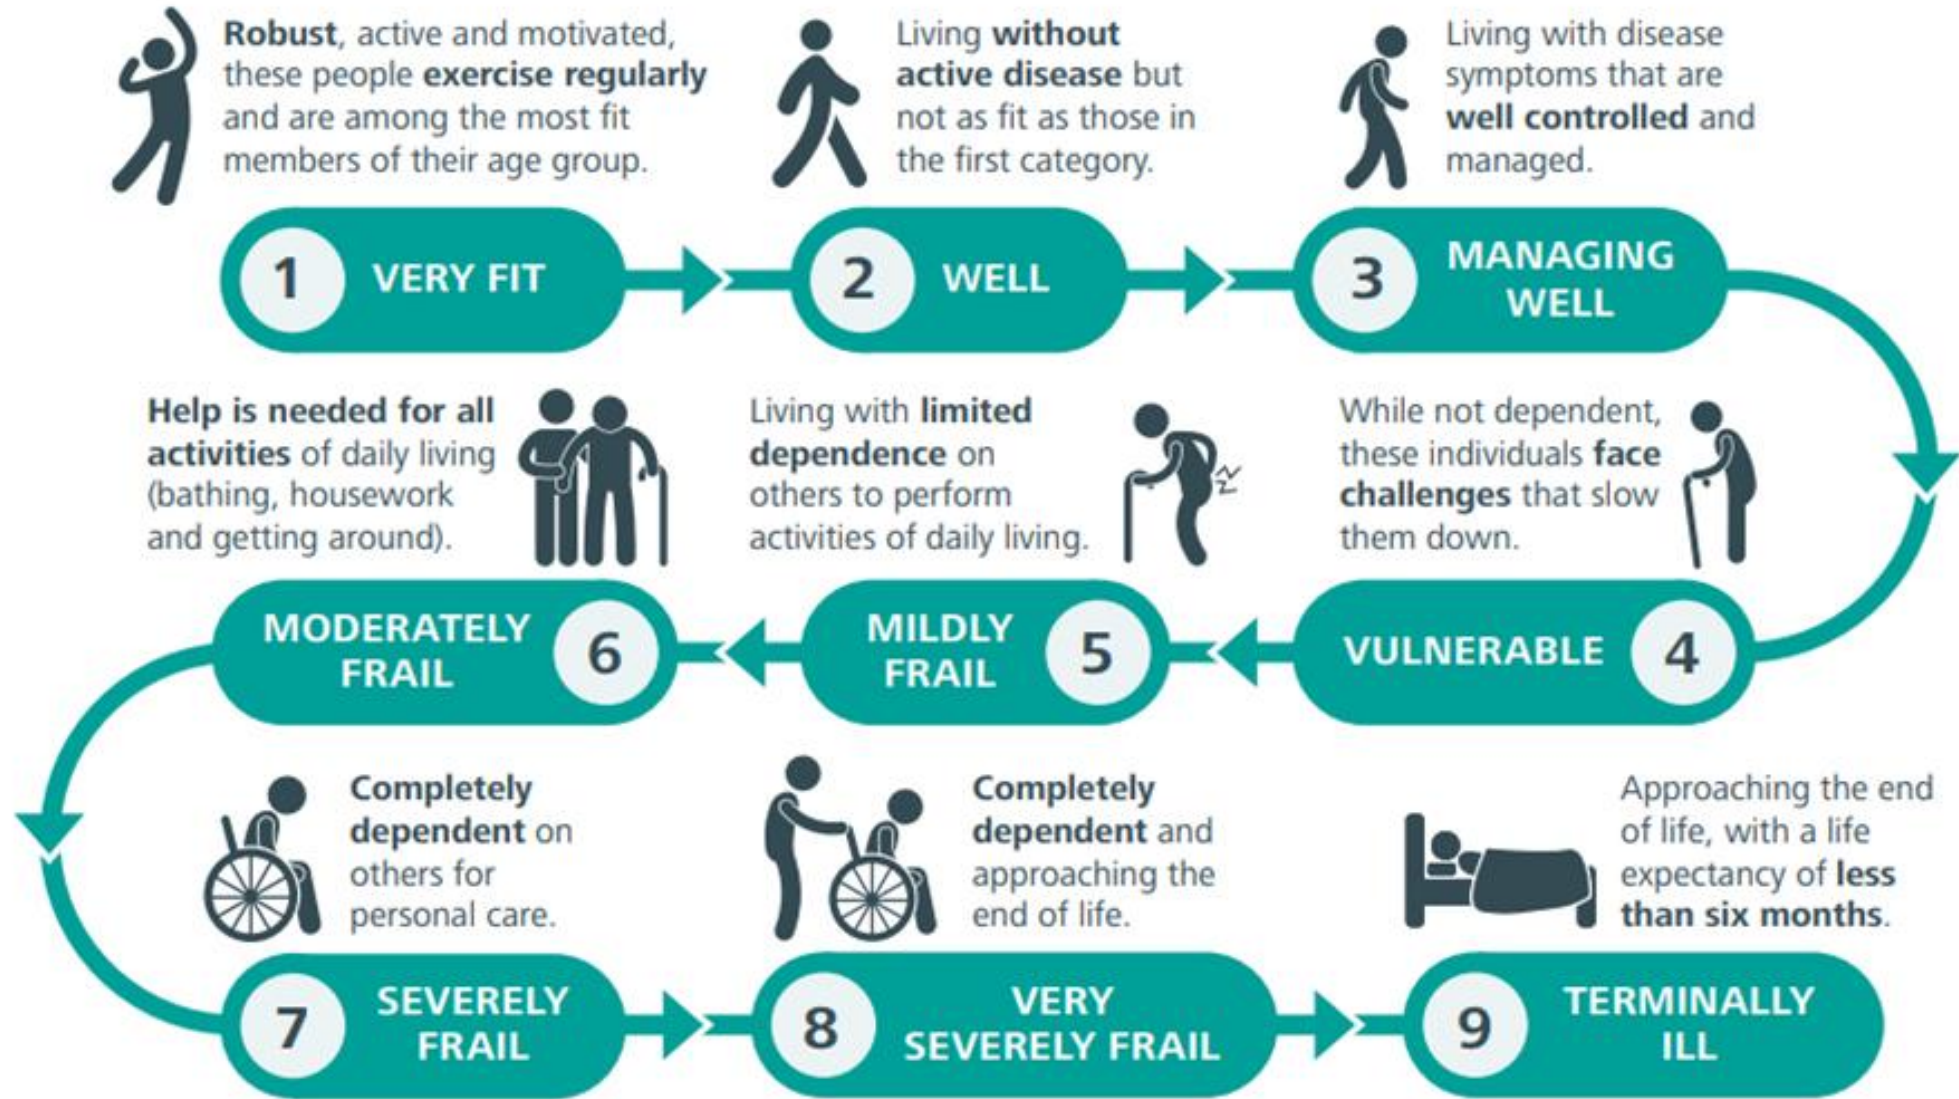 Robust, active and motivated,
these people exercise regularly
and are among the most fit
members of their age group.
1 VERY FIT
Living without
active disease but
not as fit as those in
the first category.
2 WELL
Living with disease
symptoms that are
well controlled and
managed.
3 MANAGING
WELL
While not dependent,
these individuals face
challenges that slow
them down.
VULNERABLE 4
Living with limited
dependence on
others to perform
activities of daily living.
MILDLY
FRAIL 5
Help is needed for all
activities of daily living
(bathing, housework
and getting around).
MODERATELY
FRAIL 6
Completely
dependent on
others for
personal care.
7 SEVERELY
FRAIL
Completely
dependent and
approaching the
end of life.
8 VERY
SEVERELY FRAIL
Approaching the end
of life, with a life
expectancy of less
than six months.
9 TERMINALLY
ILL